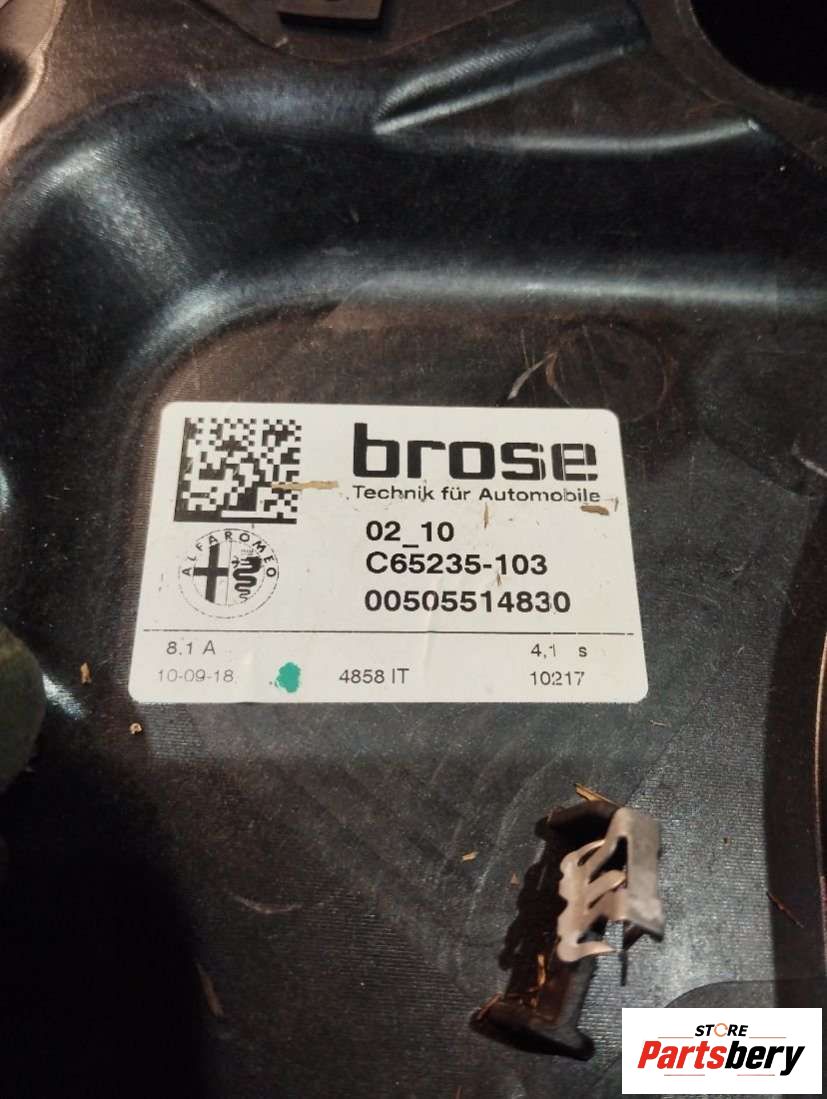 brose
Technik für Automobile
ALFA ROMEO
02_10
C65235-103
00505514830
8,1 A
4,1 s
10-09-18
4858 IT
10217
STORE
Partsbery